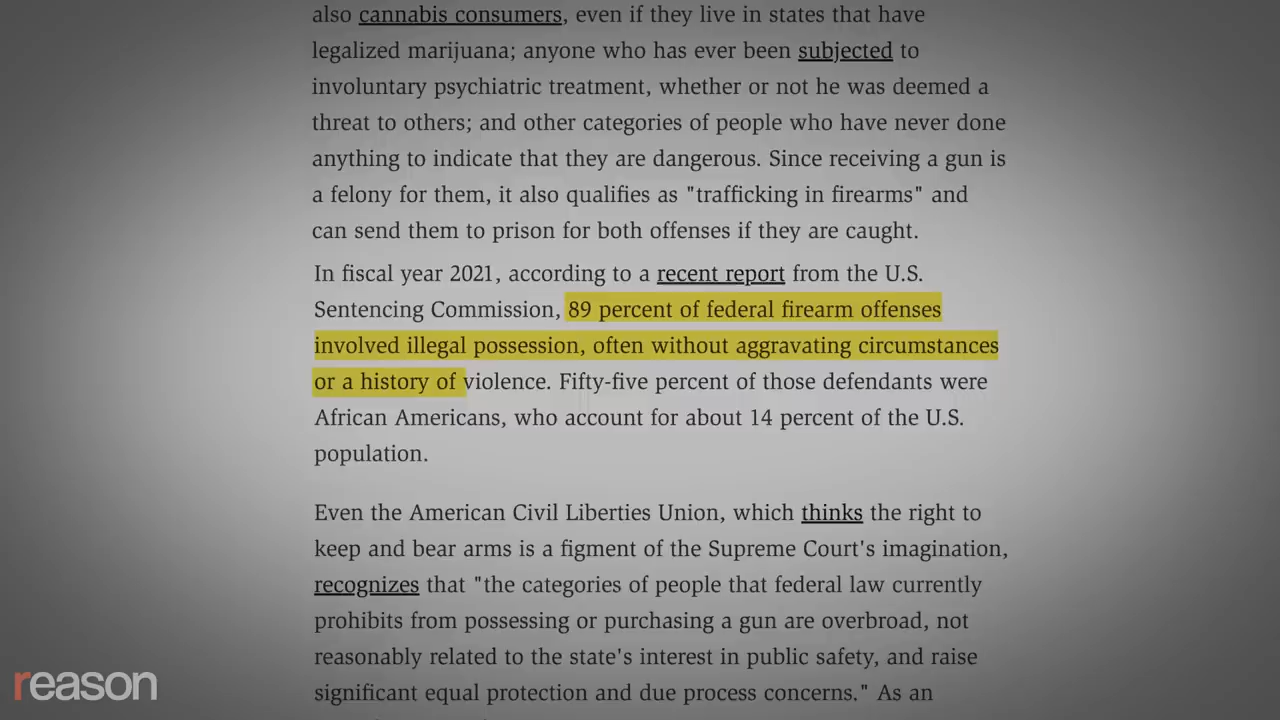 also cannabis consumers, even if they live in states that have
legalized marijuana; anyone who has ever been subjected to
involuntary psychiatric treatment, whether or not he was deemed a
threat to others; and other categories of people who have never done
anything to indicate that they are dangerous. Since receiving a gun is
a felony for them, it also qualifies as "trafficking in firearms" and
can send them to prison for both offenses if they are caught.
In fiscal year 2021, according to a recent report from the U.S.
Sentencing Commission, 89 percent of federal firearm offenses
involved illegal possession, often without aggravating circumstances
or a history of violence. Fifty-five percent of those defendants were
African Americans, who account for about 14 percent of the U.S.
population.
Even the American Civil Liberties Union, which thinks the right to
keep and bear arms is a figment of the Supreme Court's imagination,
recognizes that "the categories of people that federal law currently
prohibits from possessing or purchasing a gun are overbroad, not
reasonably related to the state's interest in public safety, and raise
significant equal protection and due process concerns." As an
reason